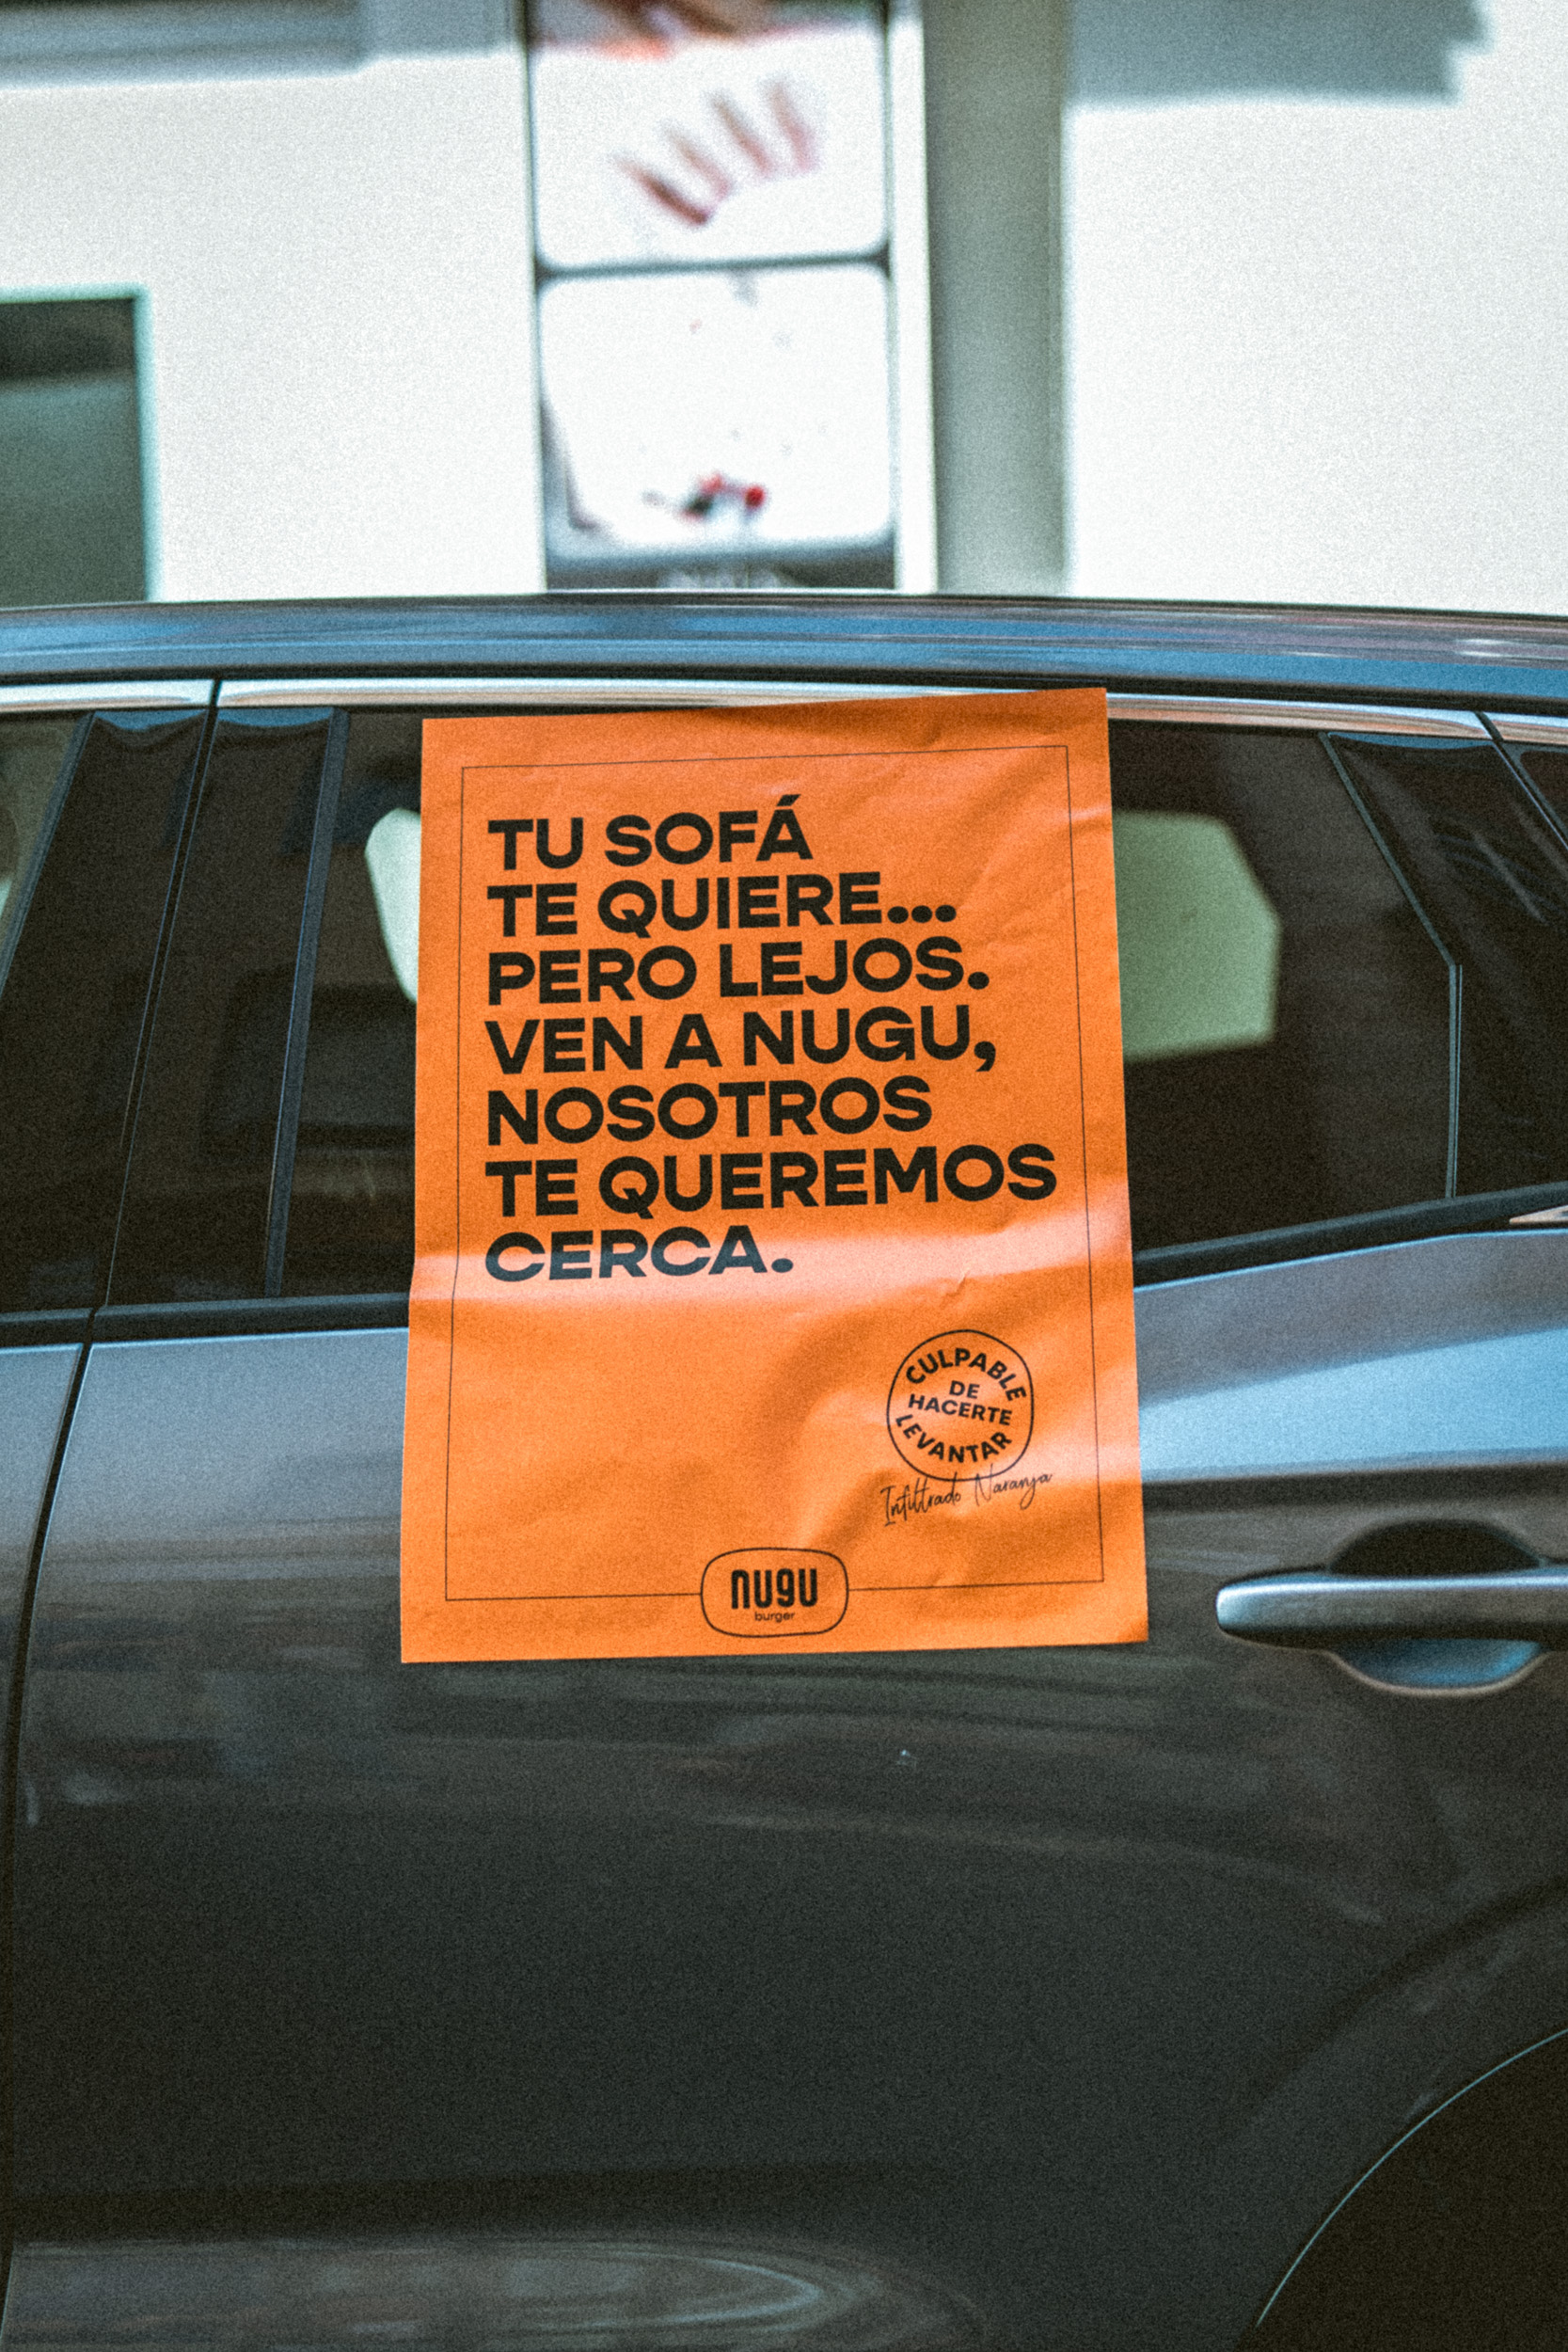 TU SOFÁ
TE QUIERE...
PERO LEJOS.
VEN A NUGU,
NOSOTROS
TE QUEREMOS
CERCA.
CULPABLE
DE
HACERTE
LEVANTAR
Infiltrado Naranja
nugu
burger